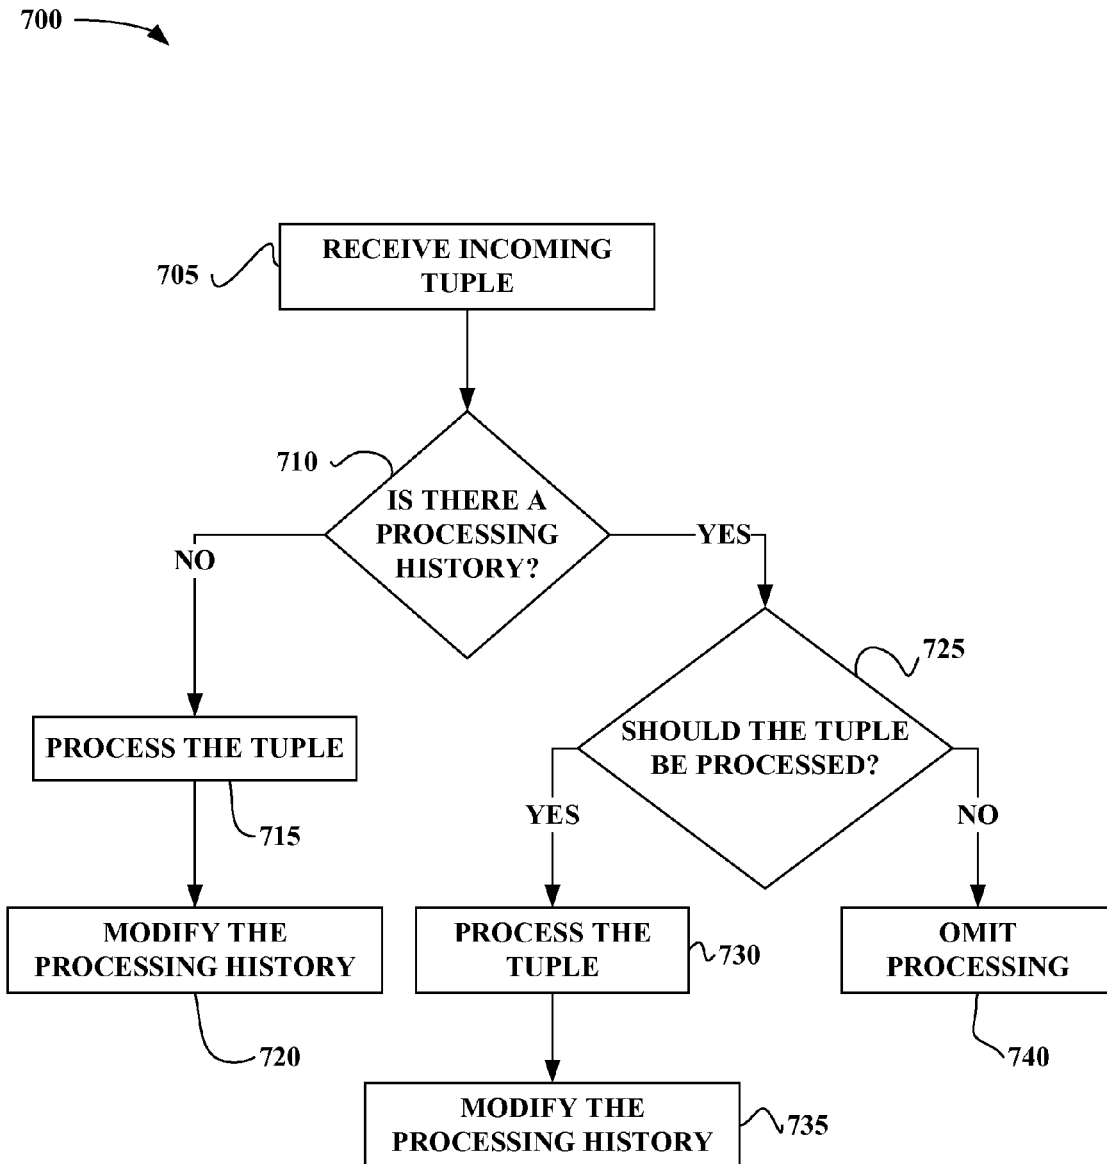 700
RECEIVE INCOMING
TUPLE
705
710
IS THERE A
PROCESSING
HISTORY?
NO
YES
725
SHOULD THE TUPLE
BE PROCESSED?
PROCESS THE TUPLE
715
YES
NO
MODIFY THE
PROCESSING HISTORY
720
PROCESS THE
TUPLE
730
OMIT
PROCESSING
740
MODIFY THE
PROCESSING HISTORY
735